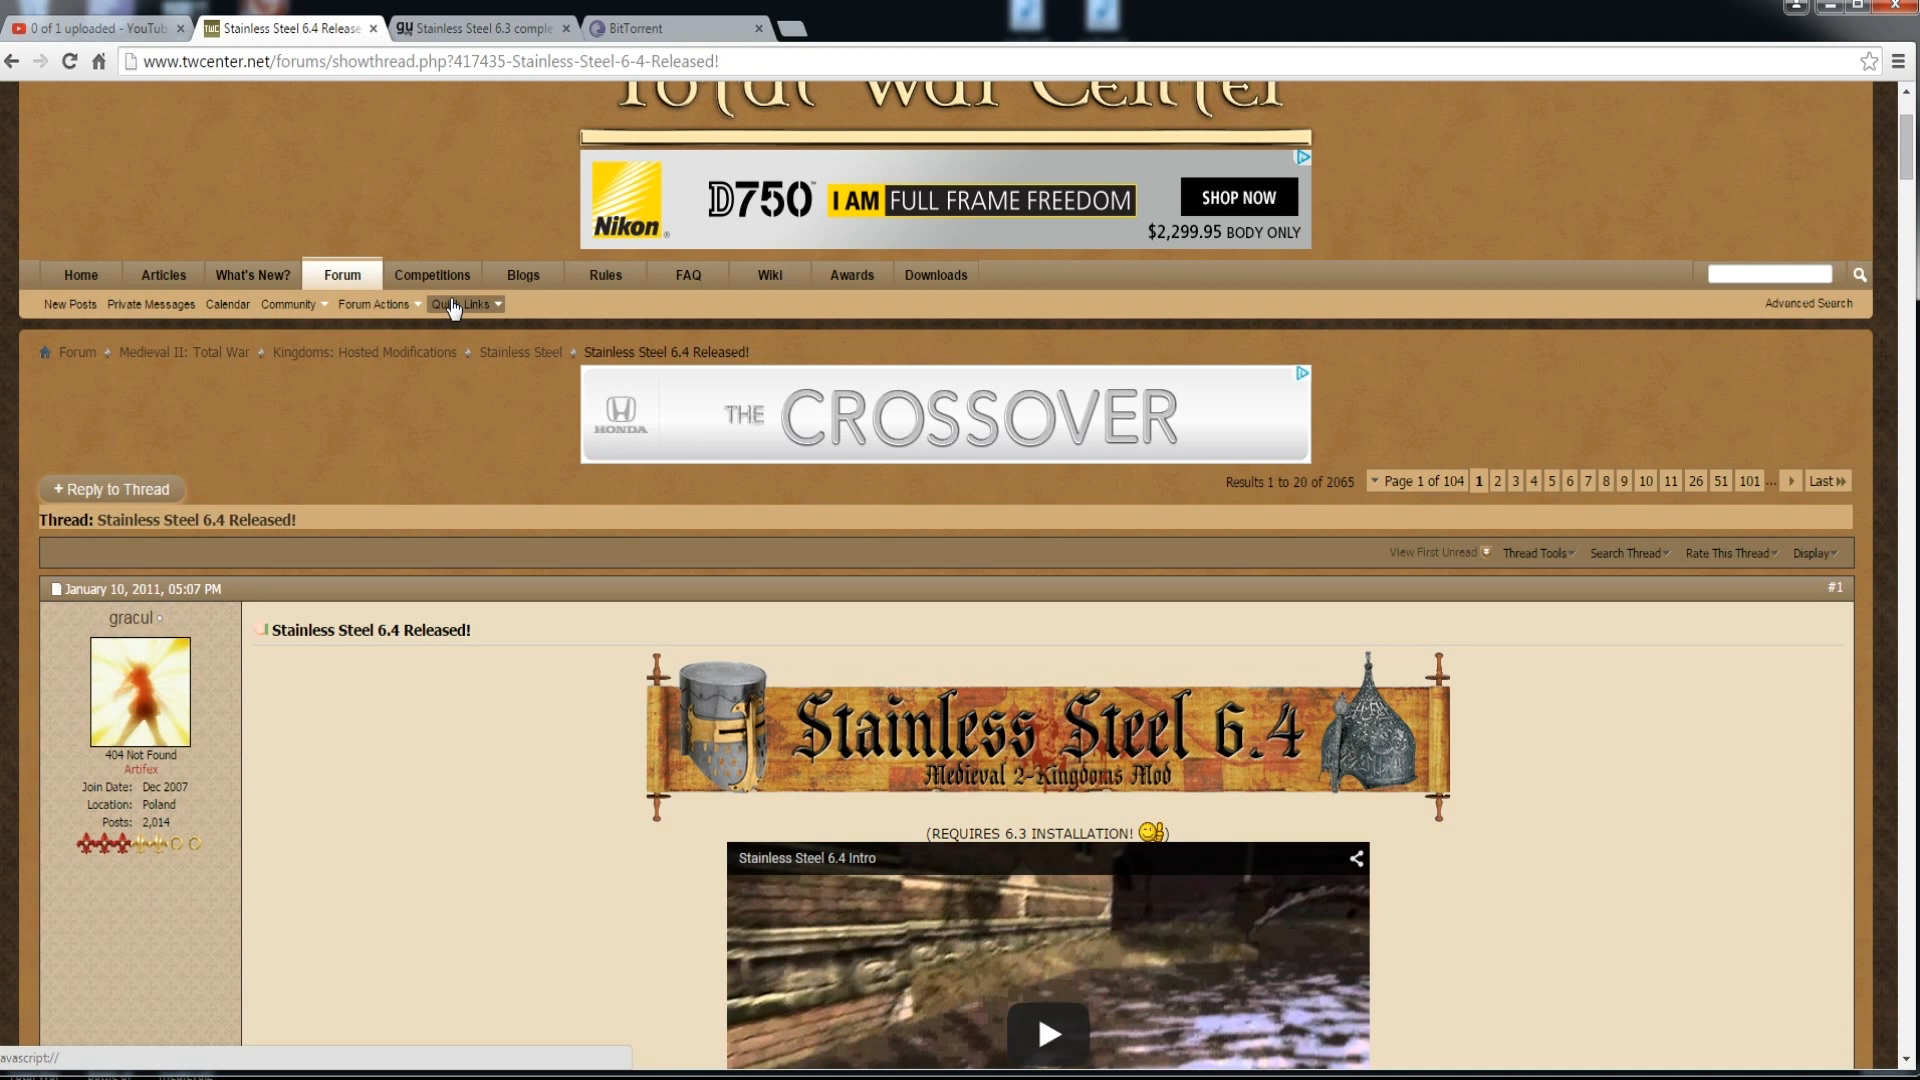 0 of 1 uploaded - YouTub
Stainless Steel 6.4 Release
Stainless Steel 6.3 comple
BitTorrent
www.twcenter.net/forums/showthread.php?417435-Stainless-Steel-6-4-Released!
Total War Center
Nikon
D750 I AM FULL FRAME FREEDOM
SHOP NOW
$2,299.95 BODY ONLY
Home Articles What's New? Forum Competitions Blogs Rules FAQ Wiki Awards Downloads
New Posts Private Messages Calendar Community Forum Actions Quick Links
Advanced Search
Forum Medieval II: Total War Kingdoms: Hosted Modifications Stainless Steel Stainless Steel 6.4 Released!
HONDA
THE CROSSOVER
+ Reply to Thread
Results 1 to 20 of 2065 Page 1 of 104 1 2 3 4 5 6 7 8 9 10 11 26 51 101 ... Last
Thread: Stainless Steel 6.4 Released!
View First Unread Thread Tools Search Thread Rate This Thread Display
January 10, 2011, 05:07 PM
#1
gracul
404 Not Found
Artifex
Join Date: Dec 2007
Location: Poland
Posts: 2,014
Stainless Steel 6.4 Released!
Stainless Steel 6.4
Medieval 2-Kingdoms Mod
(REQUIRES 6.3 INSTALLATION! )
Stainless Steel 6.4 Intro
avascript://